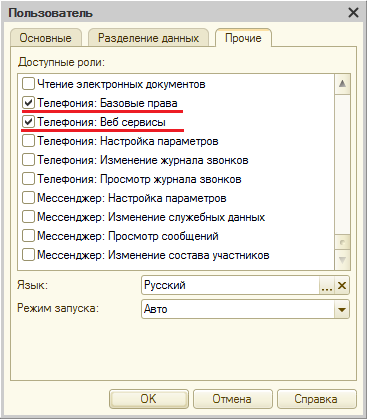 Пользователь
Основные
Разделение данных
Прочие
Доступные роли:
Чтение электронных документов
Телефония: Базовые права
Телефония: Веб сервисы
Телефония: Настройка параметров
Телефония: Изменение журнала звонков
Телефония: Просмотр журнала звонков
Мессенджер: Настройка параметров
Мессенджер: Изменение служебных данных
Мессенджер: Просмотр сообщений
Мессенджер: Изменение состава участников
Язык: Русский ...
Режим запуска: Авто
OK
Отмена
Справка